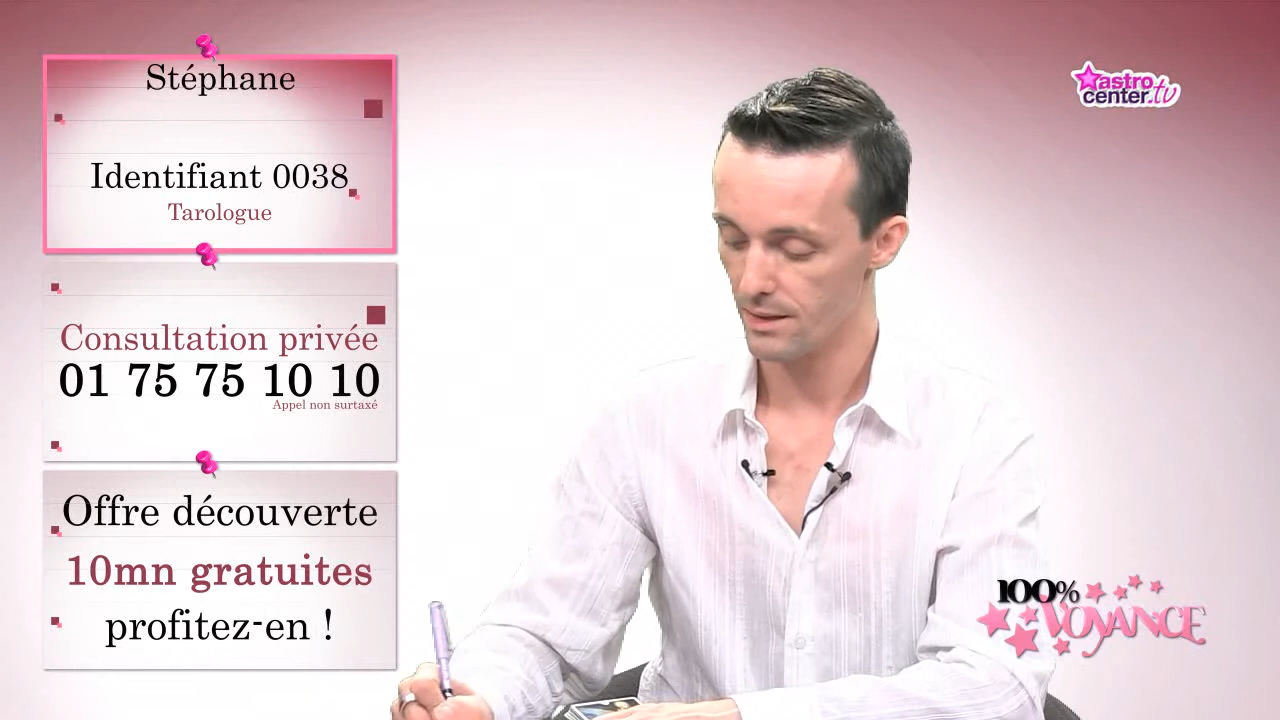 Stéphane
Identifiant 0038
Tarologue
Consultation privée
01 75 75 10 10
Appel non surtaxé
Offre découverte
10mn gratuites
profitez-en !
astro
center.tv
100%
VOYANCE